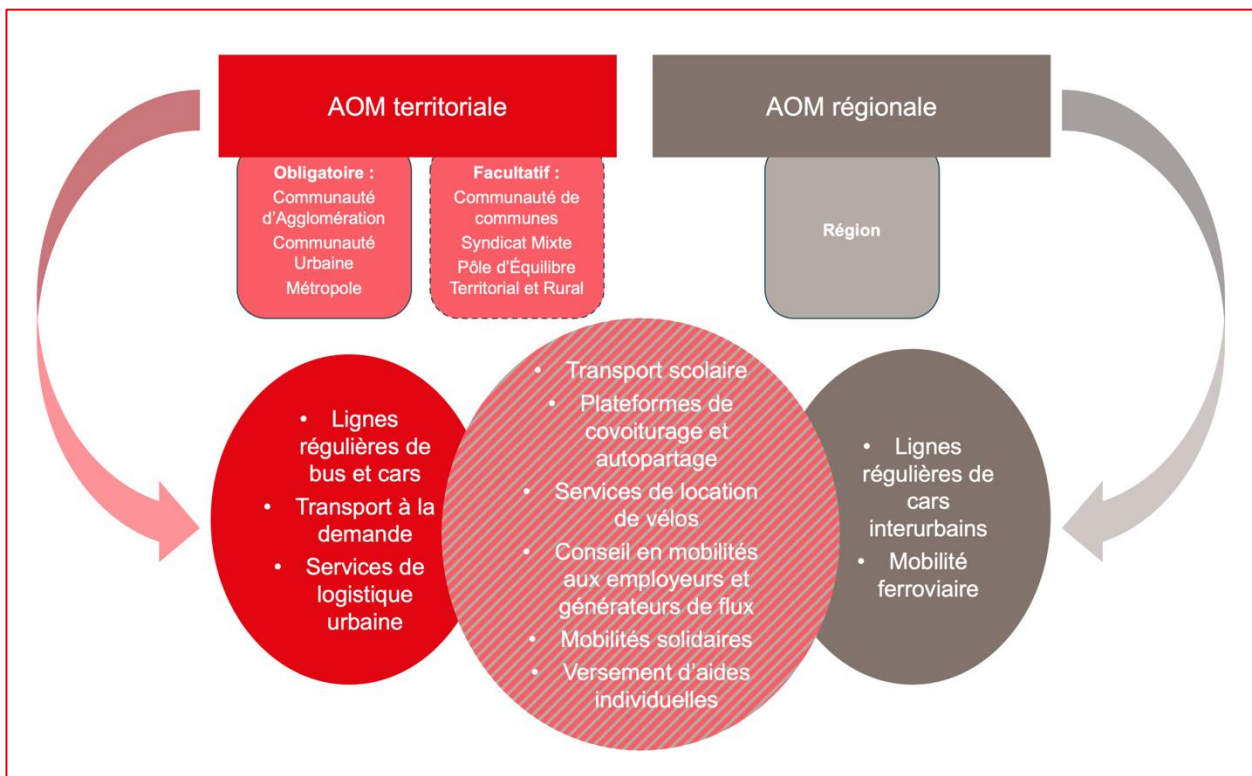 AOM territoriale
AOM régionale
Obligatoire :
Communauté
d'Agglomération
Communauté
Urbaine
Métropole
Facultatif :
Communauté de
communes
Syndicat Mixte
Pôle d'Équilibre
Territorial et Rural
Région
• Lignes
régulières de
bus et cars
• Transport à la
demande
• Services de
logistique
urbaine
• Transport scolaire
• Plateformes de
covoiturage et
autopartage
• Services de location
de vélos
• Conseil en mobilités
aux employeurs et
générateurs de flux
• Mobilités solidaires
• Versement d'aides
individuelles
• Lignes
régulières de
cars
interurbains
• Mobilité
ferroviaire